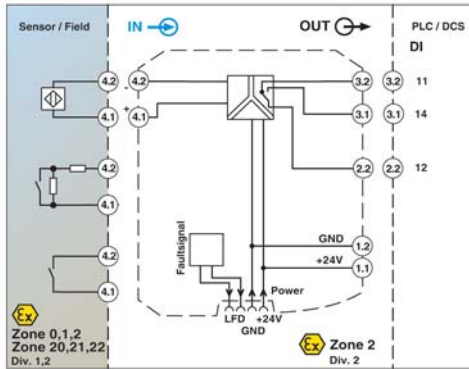 Sensor / Field
IN
OUT
PLC / DCS
DI
4.2
4.2
-
3.2
3.2
11
4.1
+
4.1
3.1
3.1
14
4.2
2.2
2.2
12
4.1
Faultsignal
GND
1.2
4.2
+24V
1.1
4.1
Power
LFD
+24V
GND
Ex
Zone 0,1,2
Zone 20,21,22
Div. 1,2
Ex
Zone 2
Div. 2